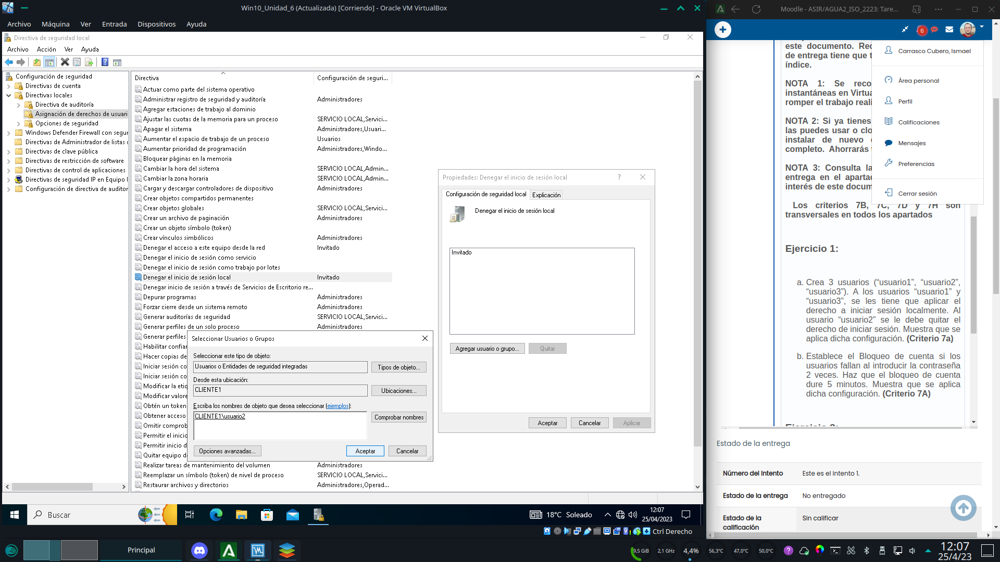 Win10_Unidad_6 (Actualizada) [Corriendo] - Oracle VM VirtualBox
Archivo Máquina Ver Entrada Dispositivos Ayuda
Directiva de seguridad local
Archivo Acción Ver Ayuda
Configuración de seguridad
Directivas de cuenta
Directivas locales
Directiva de auditoría
Asignación de derechos de usuari
Opciones de seguridad
Windows Defender Firewall con segur
Directivas de Administrador de listas
Directivas de clave pública
Directivas de restricción de software
Directivas de control de aplicaciones
Directivas de seguridad IP en Equipo l
Configuración de directiva de auditor
Directiva Configuración de seguri...
Actuar como parte del sistema operativo
Administrar registro de seguridad y auditoría Administradores
Agregar estaciones de trabajo al dominio
Ajustar las cuotas de la memoria para un proceso SERVICIO LOCAL,Servici...
Apagar el sistema Administradores,Usuari...
Aumentar el espacio de trabajo de un proceso Usuarios
Aumentar prioridad de programación Administradores,Windo...
Bloquear páginas en la memoria
Cambiar la hora del sistema SERVICIO LOCAL,Admin...
Cambiar la zona horaria SERVICIO LOCAL,Admin...
Cargar y descargar controladores de dispositivo Administradores
Crear objetos compartidos permanentes
Crear objetos globales SERVICIO LOCAL,Servici...
Crear un archivo de paginación Administradores
Crear un objeto símbolo (token)
Crear vínculos simbólicos Administradores
Denegar el acceso a este equipo desde la red Invitado
Denegar el inicio de sesión como servicio
Denegar el inicio de sesión como trabajo por lotes
Denegar el inicio de sesión local Invitado
Denegar inicio de sesión a través de Servicios de Escritorio re...
Depurar programas Administradores
Forzar cierre desde un sistema remoto Administradores
Generar auditorías de seguridad SERVICIO LOCAL,Servici...
Generar perfiles de un solo proceso Administradores
Generar perfiles
Habilitar confiar
Hacer copias de
Iniciar sesión co
Iniciar sesión co
Modificar la etiq
Modificar valore
Obtén un token
Obtener acceso
Omitir comprob
Permitir el inicio
Permitir inicio d
Quitar equipo d
Realizar tareas de mantenimiento del volumen Administradores
Reemplazar un símbolo (token) de nivel de proceso SERVICIO LOCAL,Servici...
Restaurar archivos y directorios Administradores,Operad...
Seleccionar Usuarios o Grupos
Seleccionar este tipo de objeto:
Usuarios o Entidades de seguridad integradas Tipos de objeto...
Desde esta ubicación:
CLIENTE1 Ubicaciones...
Escriba los nombres de objeto que desea seleccionar (ejemplos):
CLIENTE1\usuario2 Comprobar nombres
Opciones avanzadas... Aceptar Cancelar
Propiedades: Denegar el inicio de sesión local ?
Configuración de seguridad local Explicación
Denegar el inicio de sesión local
Invitado
Agregar usuario o grupo... Quitar
Aceptar Cancelar Aplicar
Buscar
18°C Soleado
12:07
25/04/2023
Ctrl Derecho
Moodle - ASIR/AGUA2_ISO_2223: Tare...
6
Carrasco Cubero, Ismael
Área personal
Perfil
Calificaciones
Mensajes
Preferencias
Cerrar sesión
este documento. Rec
de entrega tiene que t
índice.
NOTA 1: Se reco
instantáneas en Virtua
romper el trabajo reali
NOTA 2: Si ya tienes
las puedes usar o clo
instalar de nuevo
completo. Ahorrarás
NOTA 3: Consulta la
entrega en el apartad
interés de este docum
Los criterios 7B, 7C, 7D y 7H son
transversales en todos los apartados
Ejercicio 1:
a. Crea 3 usuarios (“usuario1”, “usuario2”,
“usuario3”). A los usuarios “usuario1” y
“usuario3”, se les tiene que aplicar el
derecho a iniciar sesión localmente. Al
usuario “usuario2” se le debe quitar el
derecho de iniciar sesión. Muestra que se
aplica dicha configuración. (Criterio 7a)
b. Establece el Bloqueo de cuenta si los
usuarios fallan al introducir la contraseña
2 veces. Haz que el bloqueo de cuenta
dure 5 minutos. Muestra que se aplica
dicha configuración. (Criterio 7A)
Estado de la entrega
Número del intento Este es el intento 1.
Estado de la entrega No entregado
Estado de la
calificación
Sin calificar
Principal
9,5 GiB 2,1 GHz 4,4% 56,3°C 47,0°C 50,0°C
12:07
25/4/23